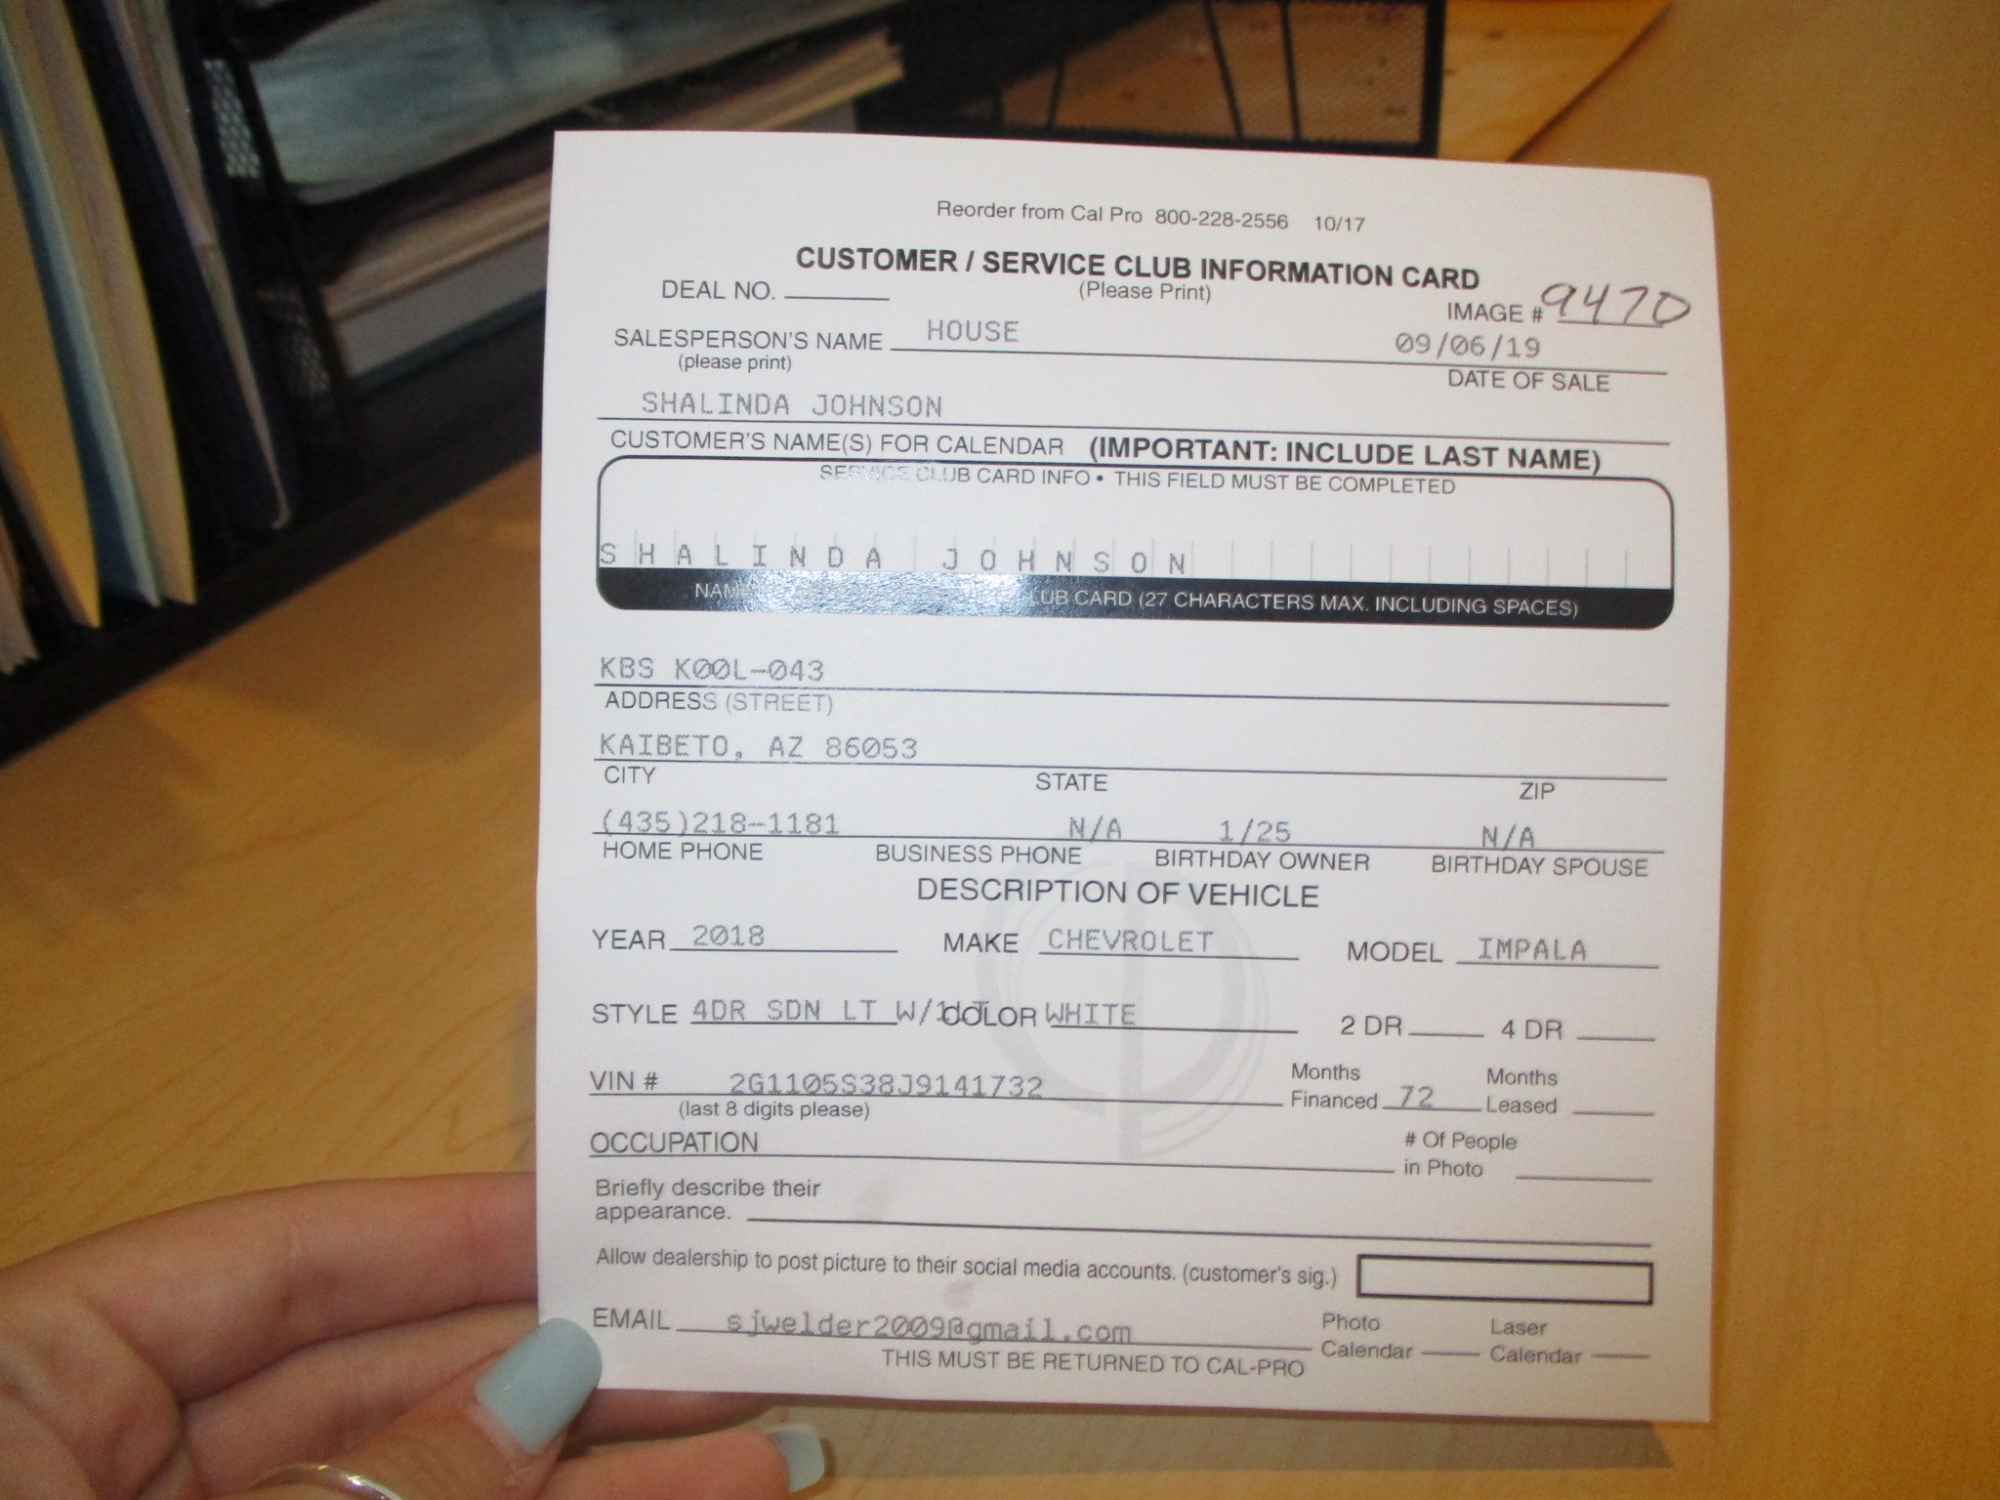 Reorder from Cal Pro 800-228-2556 10/17
CUSTOMER / SERVICE CLUB INFORMATION CARD
DEAL NO. (Please Print) IMAGE # 9470
SALESPERSON'S NAME HOUSE 09/06/19
(please print) DATE OF SALE
SHALINDA JOHNSON
CUSTOMER'S NAME(S) FOR CALENDAR (IMPORTANT: INCLUDE LAST NAME)
SERVICE CLUB CARD INFO • THIS FIELD MUST BE COMPLETED
SHALINDA JOHNSON
CLUB CARD (27 CHARACTERS MAX. INCLUDING SPACES)
KBS K00L-043
ADDRESS (STREET)
KAIBETO, AZ 86053
CITY STATE ZIP
(435)218-1181 N/A 1/25 N/A
HOME PHONE BUSINESS PHONE BIRTHDAY OWNER BIRTHDAY SPOUSE
DESCRIPTION OF VEHICLE
YEAR 2018 MAKE CHEVROLET MODEL IMPALA
STYLE 4DR SDN LT W/1LT COLOR WHITE 2 DR 4 DR
VIN # 2G1105S38J9141732 Months Financed 72 Months Leased
(last 8 digits please)
OCCUPATION # Of People in Photo
Briefly describe their
appearance.
Allow dealership to post picture to their social media accounts. (customer's sig.)
EMAIL sjwelder2009@gmail.com Photo Calendar Laser Calendar
THIS MUST BE RETURNED TO CAL-PRO